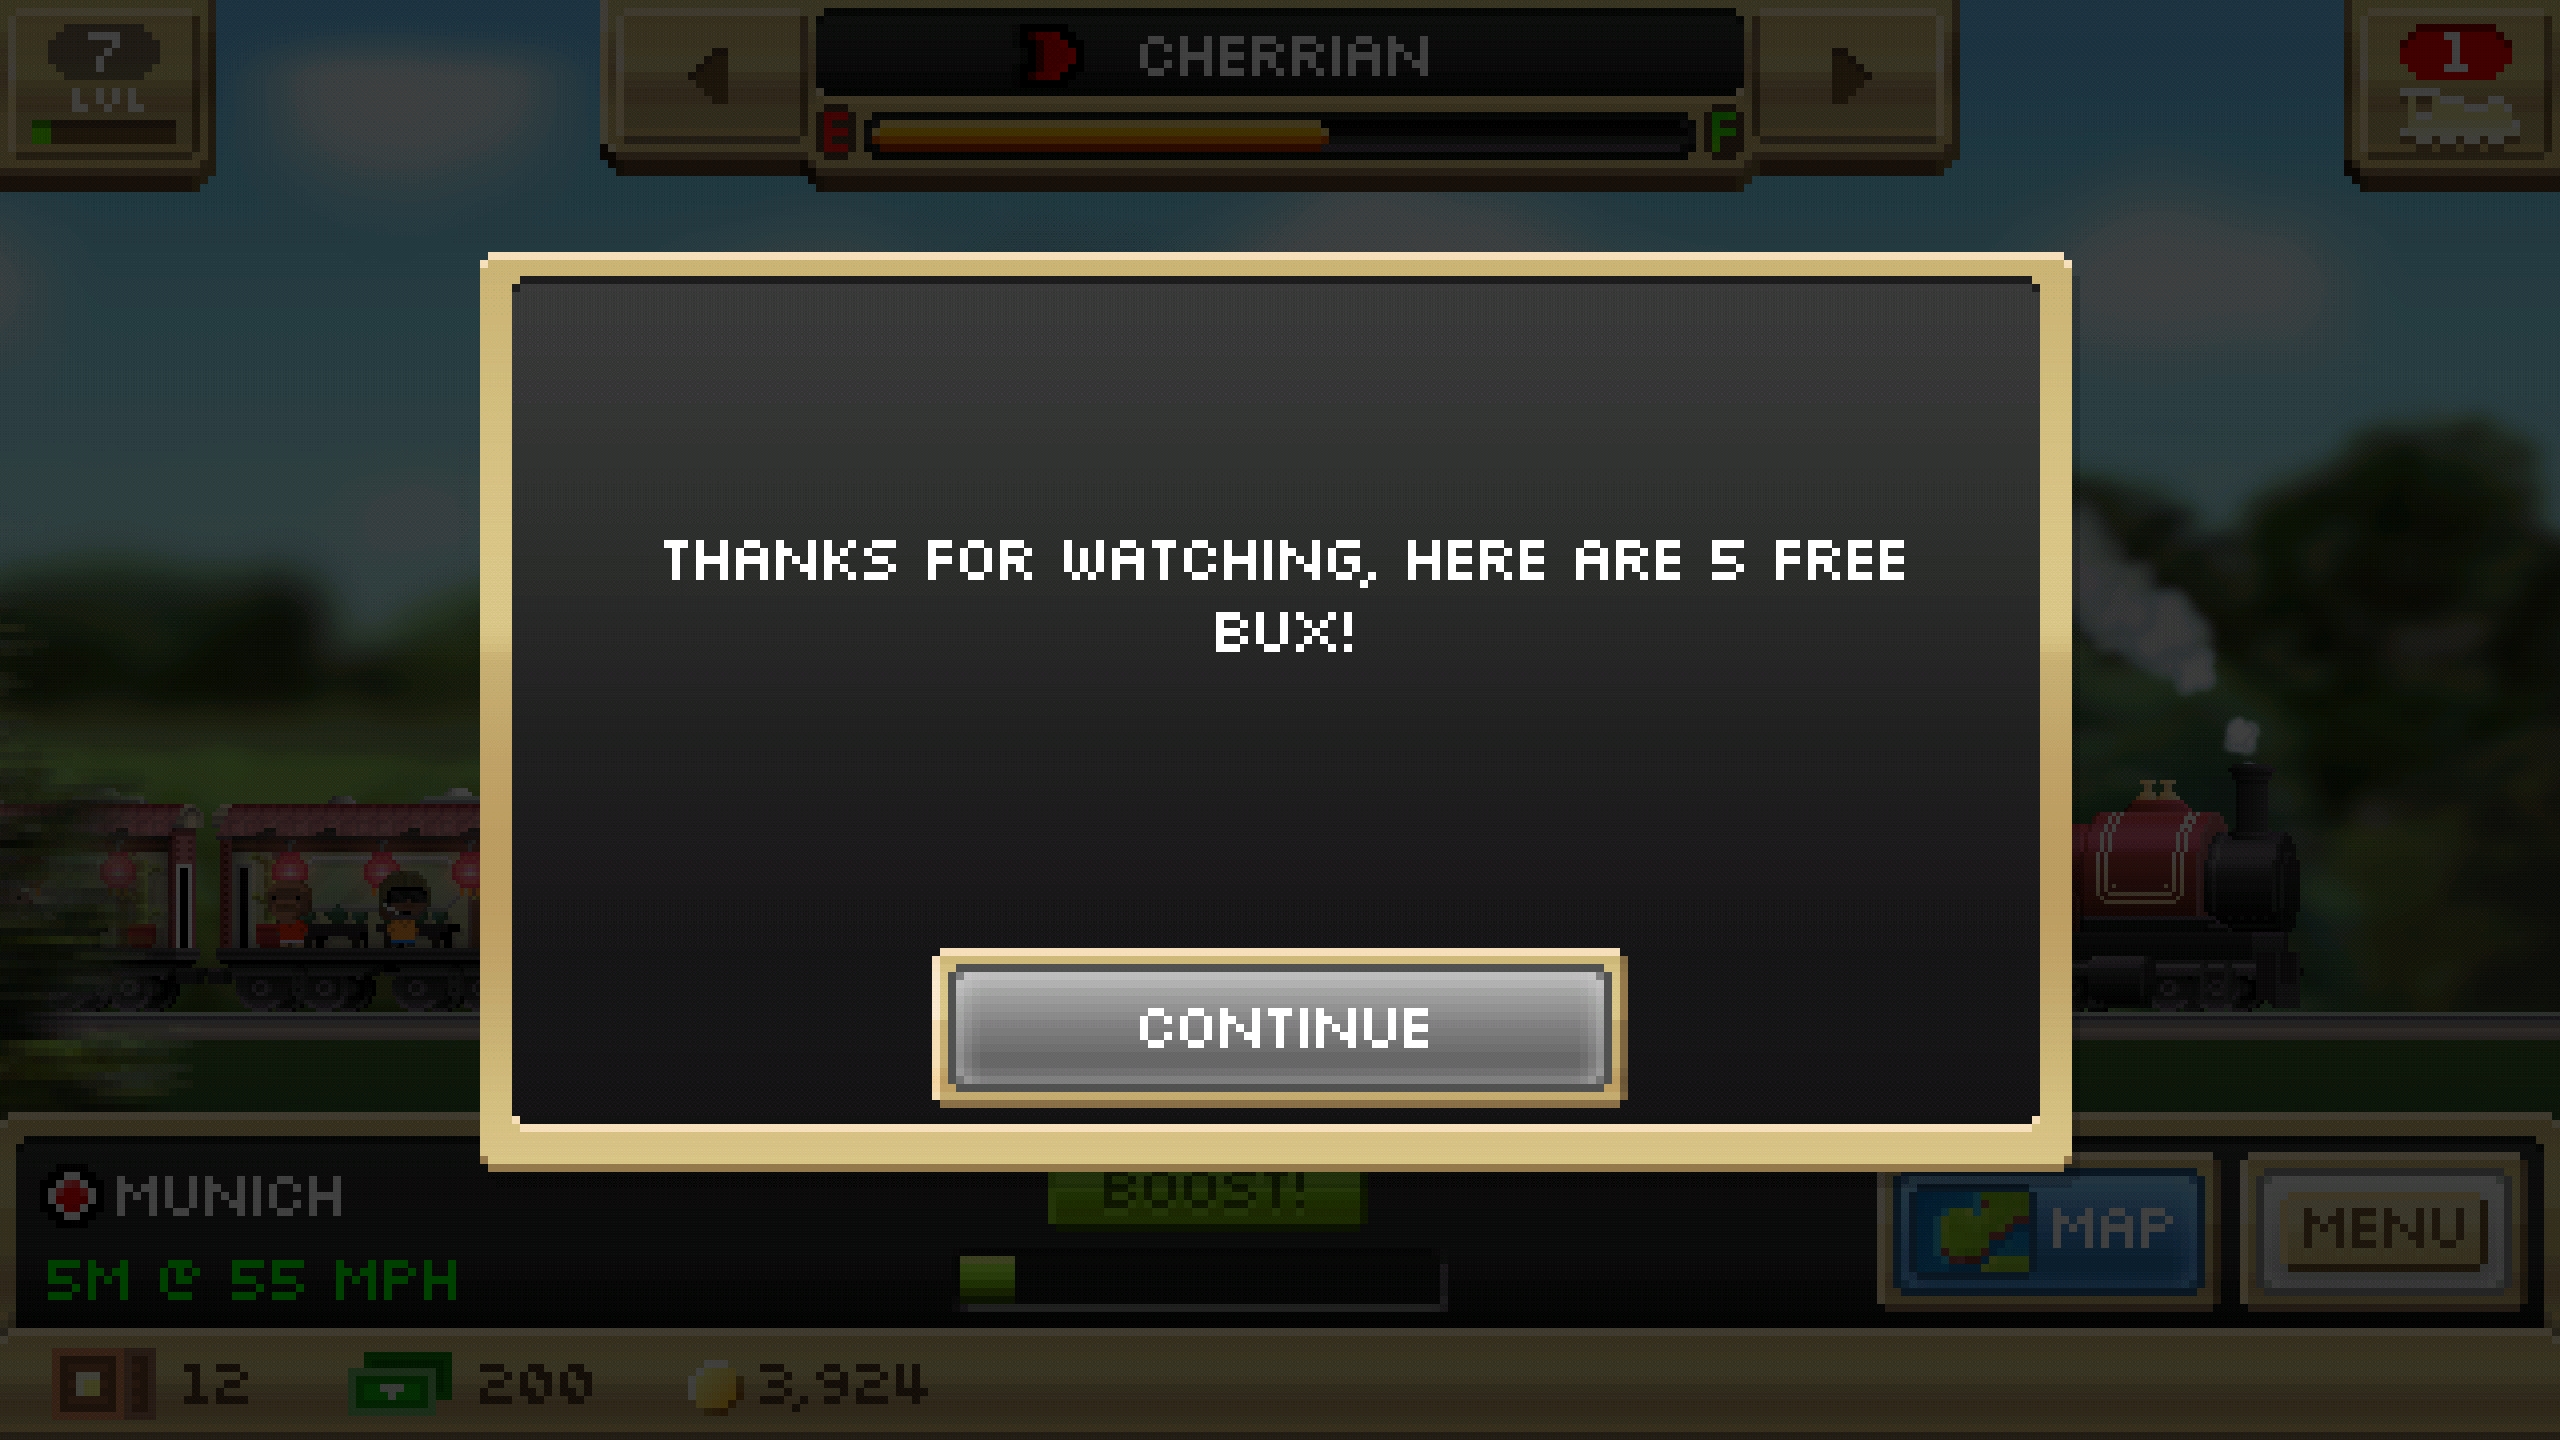 7
LVL
CHERRIAN
E
F
1
THANKS FOR WATCHING, HERE ARE 5 FREE
BUX!
CONTINUE
MUNICH
5M @ 55 MPH
BOOST!
MAP
MENU
12
200
3,924